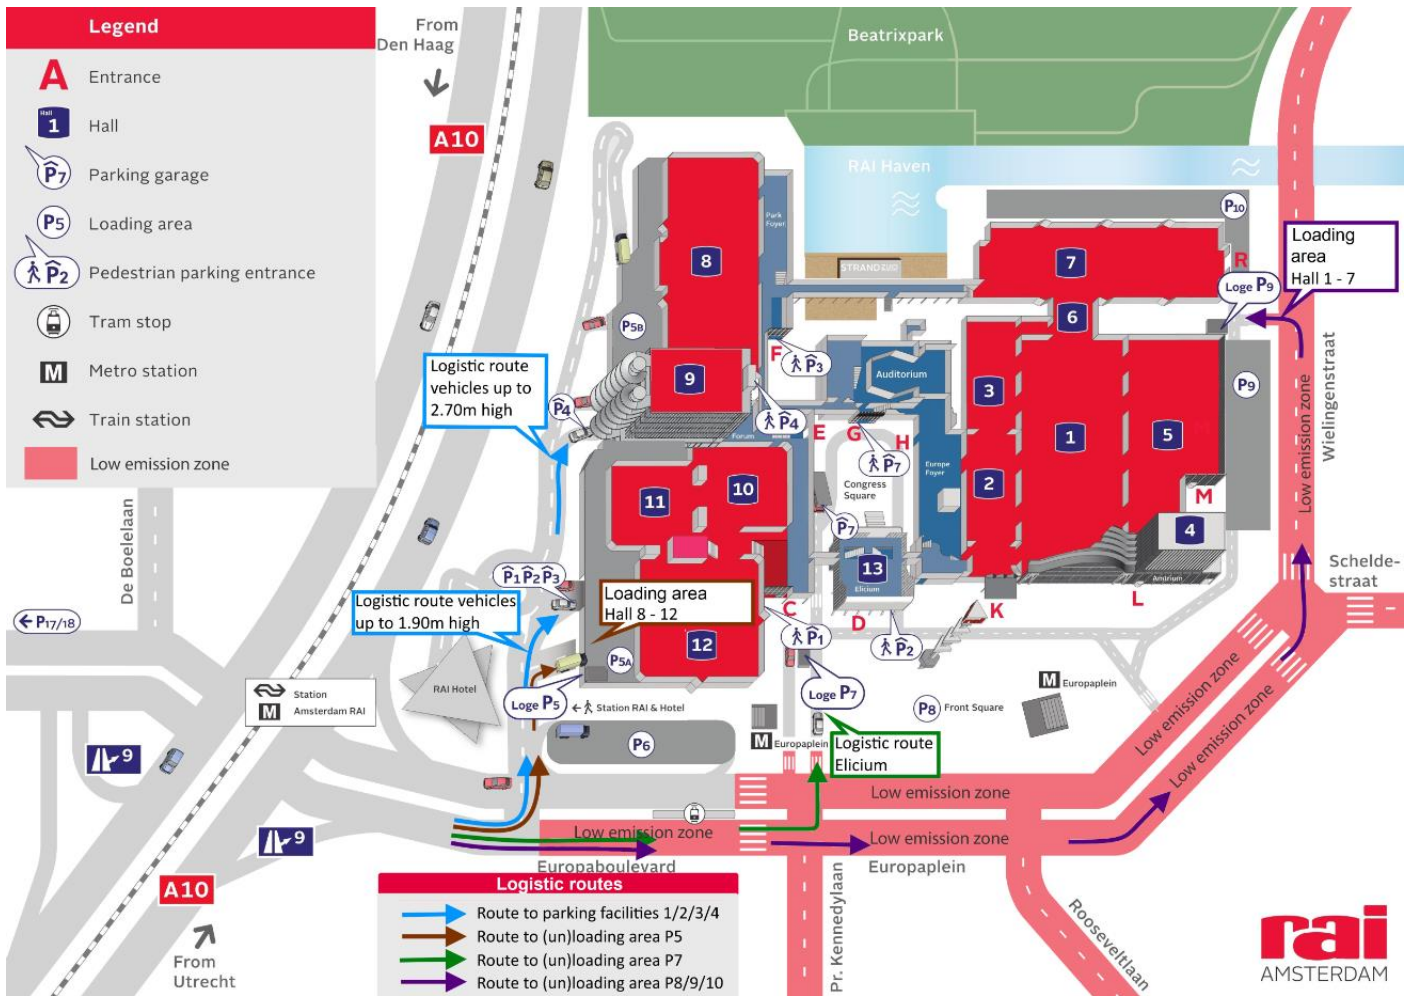 Legend
A
Entrance
Hall
1
Hall
P7
Parking garage
P5
Loading area
P2
Pedestrian parking entrance
Tram stop
M
Metro station
Train station
Low emission zone
From
Den Haag
A10
Beatrixpark
RAI Haven
P10
Loading
area
Hall 1 - 7
R
Park
Foyer
8
7
STRAND ZUID
Loge P9
6
P5B
F
P3
Logistic route
vehicles up to
2.70m high
9
Auditorium
3
P9
P4
P4
E
G
H
Forum
P7
1
5
Low emission zone
Wielingenstraat
10
11
Europe
Foyer
Congress
Square
2
M
P7
4
De Boelelaan
13
Elicium
Amtrium
Schelde-
straat
P1 P2 P3
Loading area
Hall 8 - 12
C
K
L
Logistic route vehicles
up to 1.90m high
D
P1
P2
P17/18
12
P5A
RAI Hotel
Loge P5
Loge P7
Station
M
Amsterdam RAI
Station RAI & Hotel
P8
Front Square
M
Europaplein
P6
M
Europaplein
Logistic route
Elicium
9
Low emission zone
Low emission zone
Low emission zone
9
Low emission zone
Low emission zone
Europaboulevard
Europaplein
A10
From
Utrecht
Pr. Kennedylaan
Rooseveltlaan
Logistic routes
Route to parking facilities 1/2/3/4
Route to (un)loading area P5
Route to (un)loading area P7
Route to (un)loading area P8/9/10
rai
AMSTERDAM